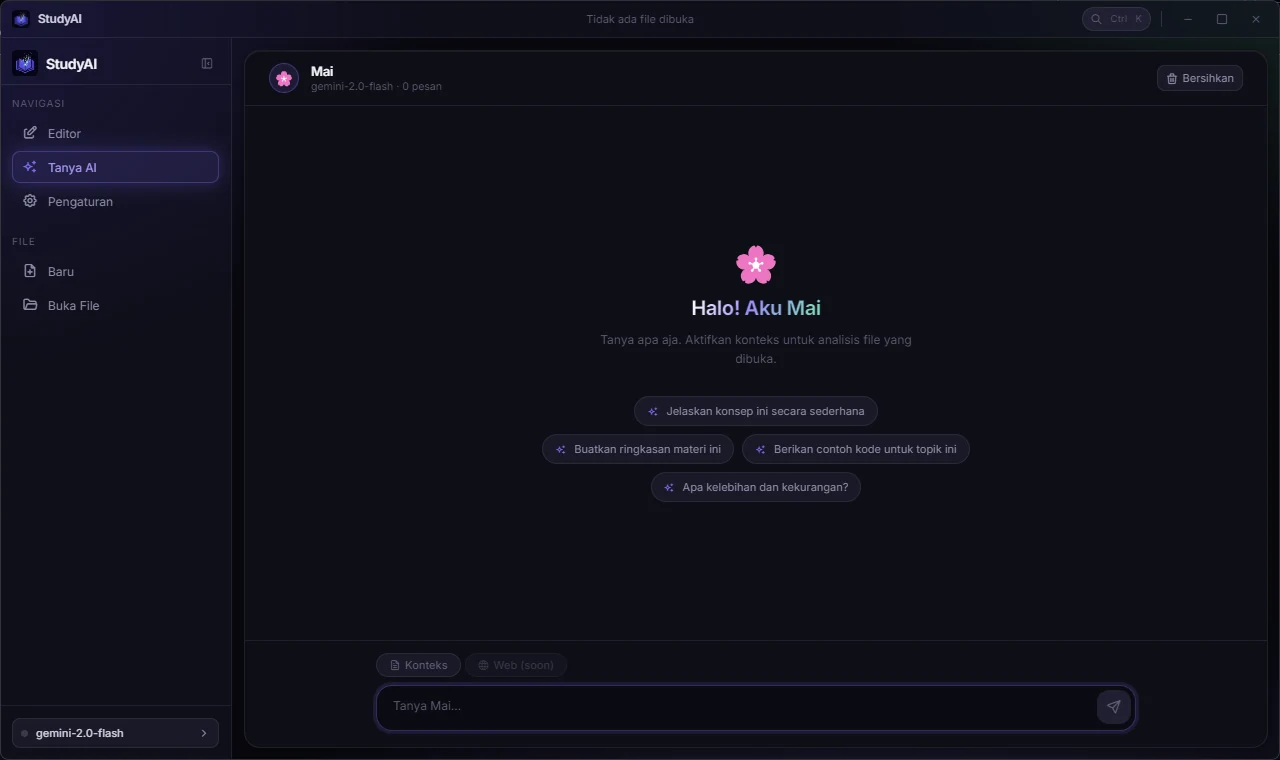 StudyAI
Tidak ada file dibuka
Ctrl K
StudyAI
NAVIGASI
Editor
Tanya AI
Pengaturan
FILE
Baru
Buka File
gemini-2.0-flash
Mai
gemini-2.0-flash · 0 pesan
Bersihkan
Halo! Aku Mai
Tanya apa aja. Aktifkan konteks untuk analisis file yang
dibuka.
Jelaskan konsep ini secara sederhana
Buatkan ringkasan materi ini
Berikan contoh kode untuk topik ini
Apa kelebihan dan kekurangan?
Konteks
Web (soon)
Tanya Mai...